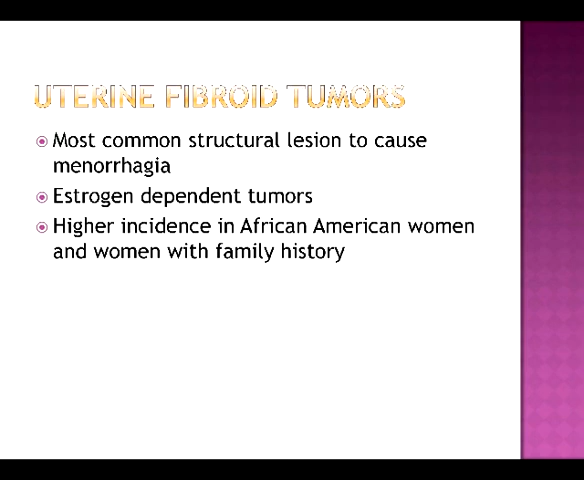 UTERINE FIBROID TUMORS
Most common structural lesion to cause
menorrhagia
Estrogen dependent tumors
Higher incidence in African American women
and women with family history